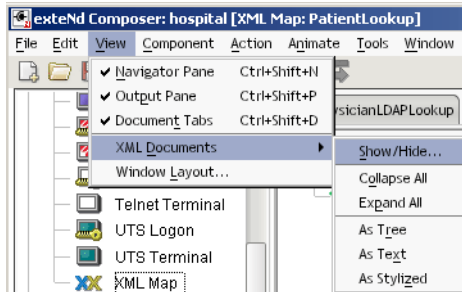 exteNd Composer: hospital [XML Map: PatientLookup]
File Edit View Component Action Animate Tools Window
Navigator Pane Ctrl+Shift+N
Output Pane Ctrl+Shift+P
Document Tabs Ctrl+Shift+D
sicianLDAPLookup
XML Documents
Show/Hide...
Window Layout...
Collapse All
Telnet Terminal
Expand All
UTS Logon
As Tree
UTS Terminal
As Text
XML Map
As Stylized